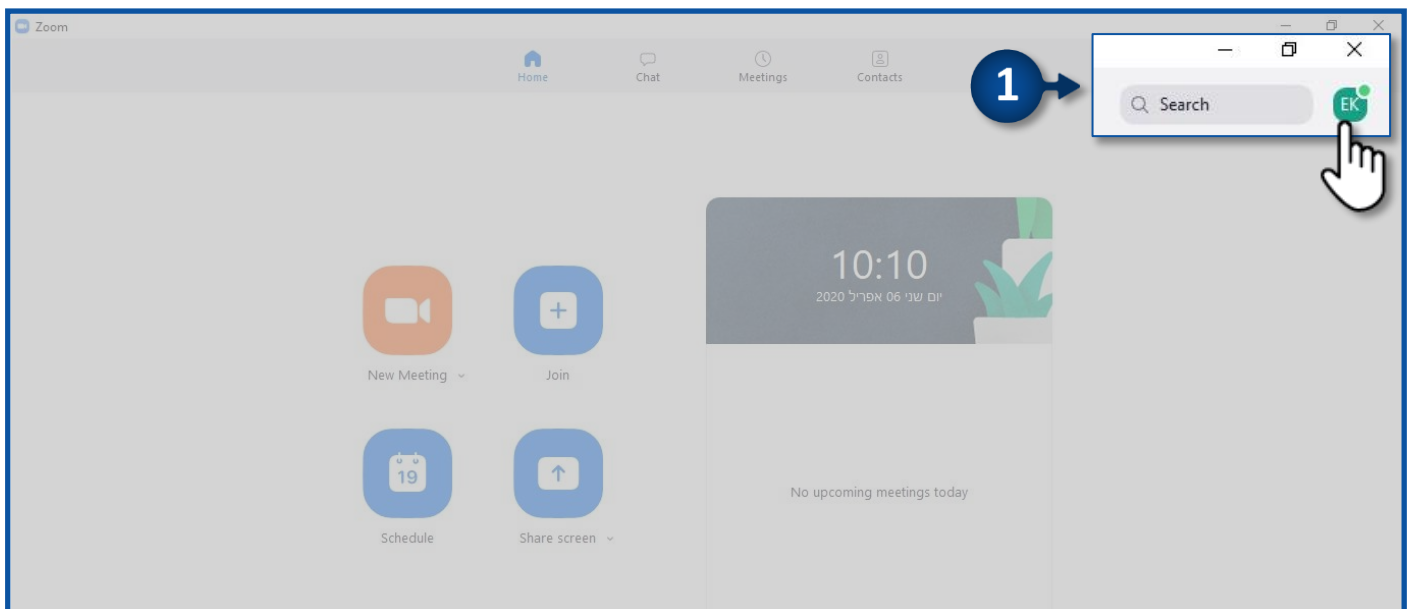 Zoom
Home
Chat
Meetings
Contacts
1
Search
EK
10:10
יום שני 06 אפריל 2020
New Meeting
Join
19
Schedule
Share screen
No upcoming meetings today